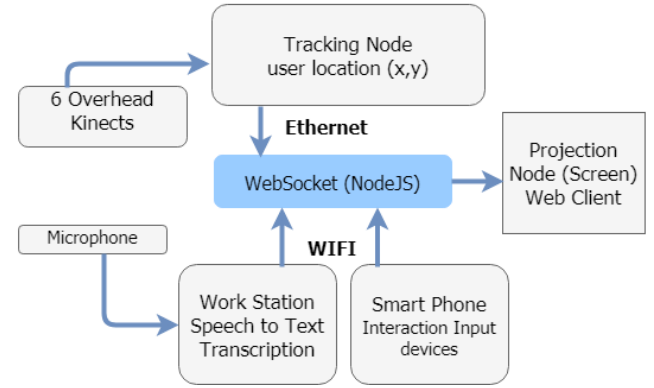 Tracking Node
user location (x,y)
6 Overhead
Kinects
Ethernet
WebSocket (NodeJS)
Projection
Node (Screen)
Web Client
Microphone
WIFI
Work Station
Speech to Text
Transcription
Smart Phone
Interaction Input
devices